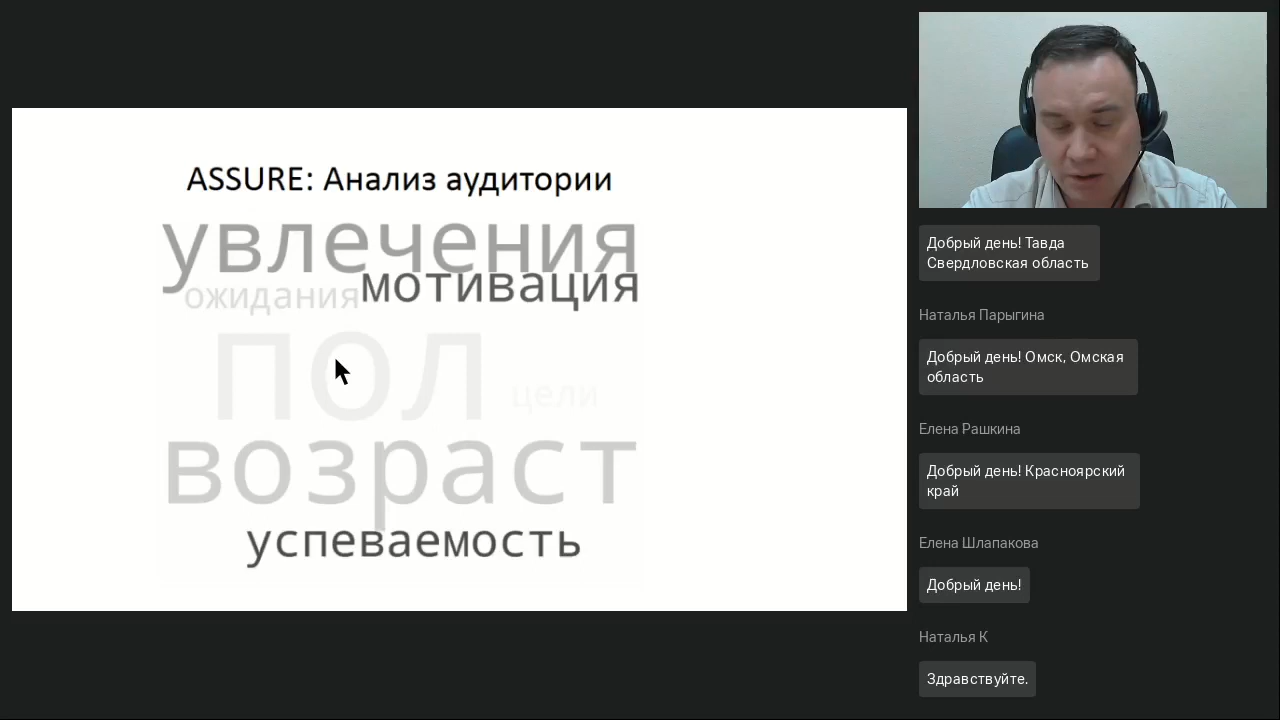 ASSURE: Анализ аудитории
увлечения
ожидания
мотивация
пол
цели
возраст
успеваемость
Добрый день! Тавда
Свердловская область
Наталья Парыгина
Добрый день! Омск, Омская
область
Елена Рашкина
Добрый день! Красноярский
край
Елена Шлапакова
Добрый день!
Наталья К
Здравствуйте.